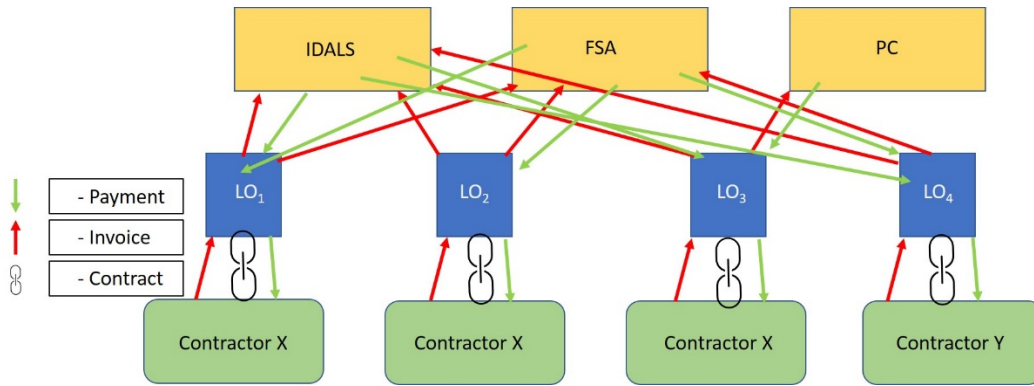 IDALS
FSA
PC
LO₁
LO₂
LO₃
LO₄
- Payment
- Invoice
- Contract
Contractor X
Contractor X
Contractor X
Contractor Y